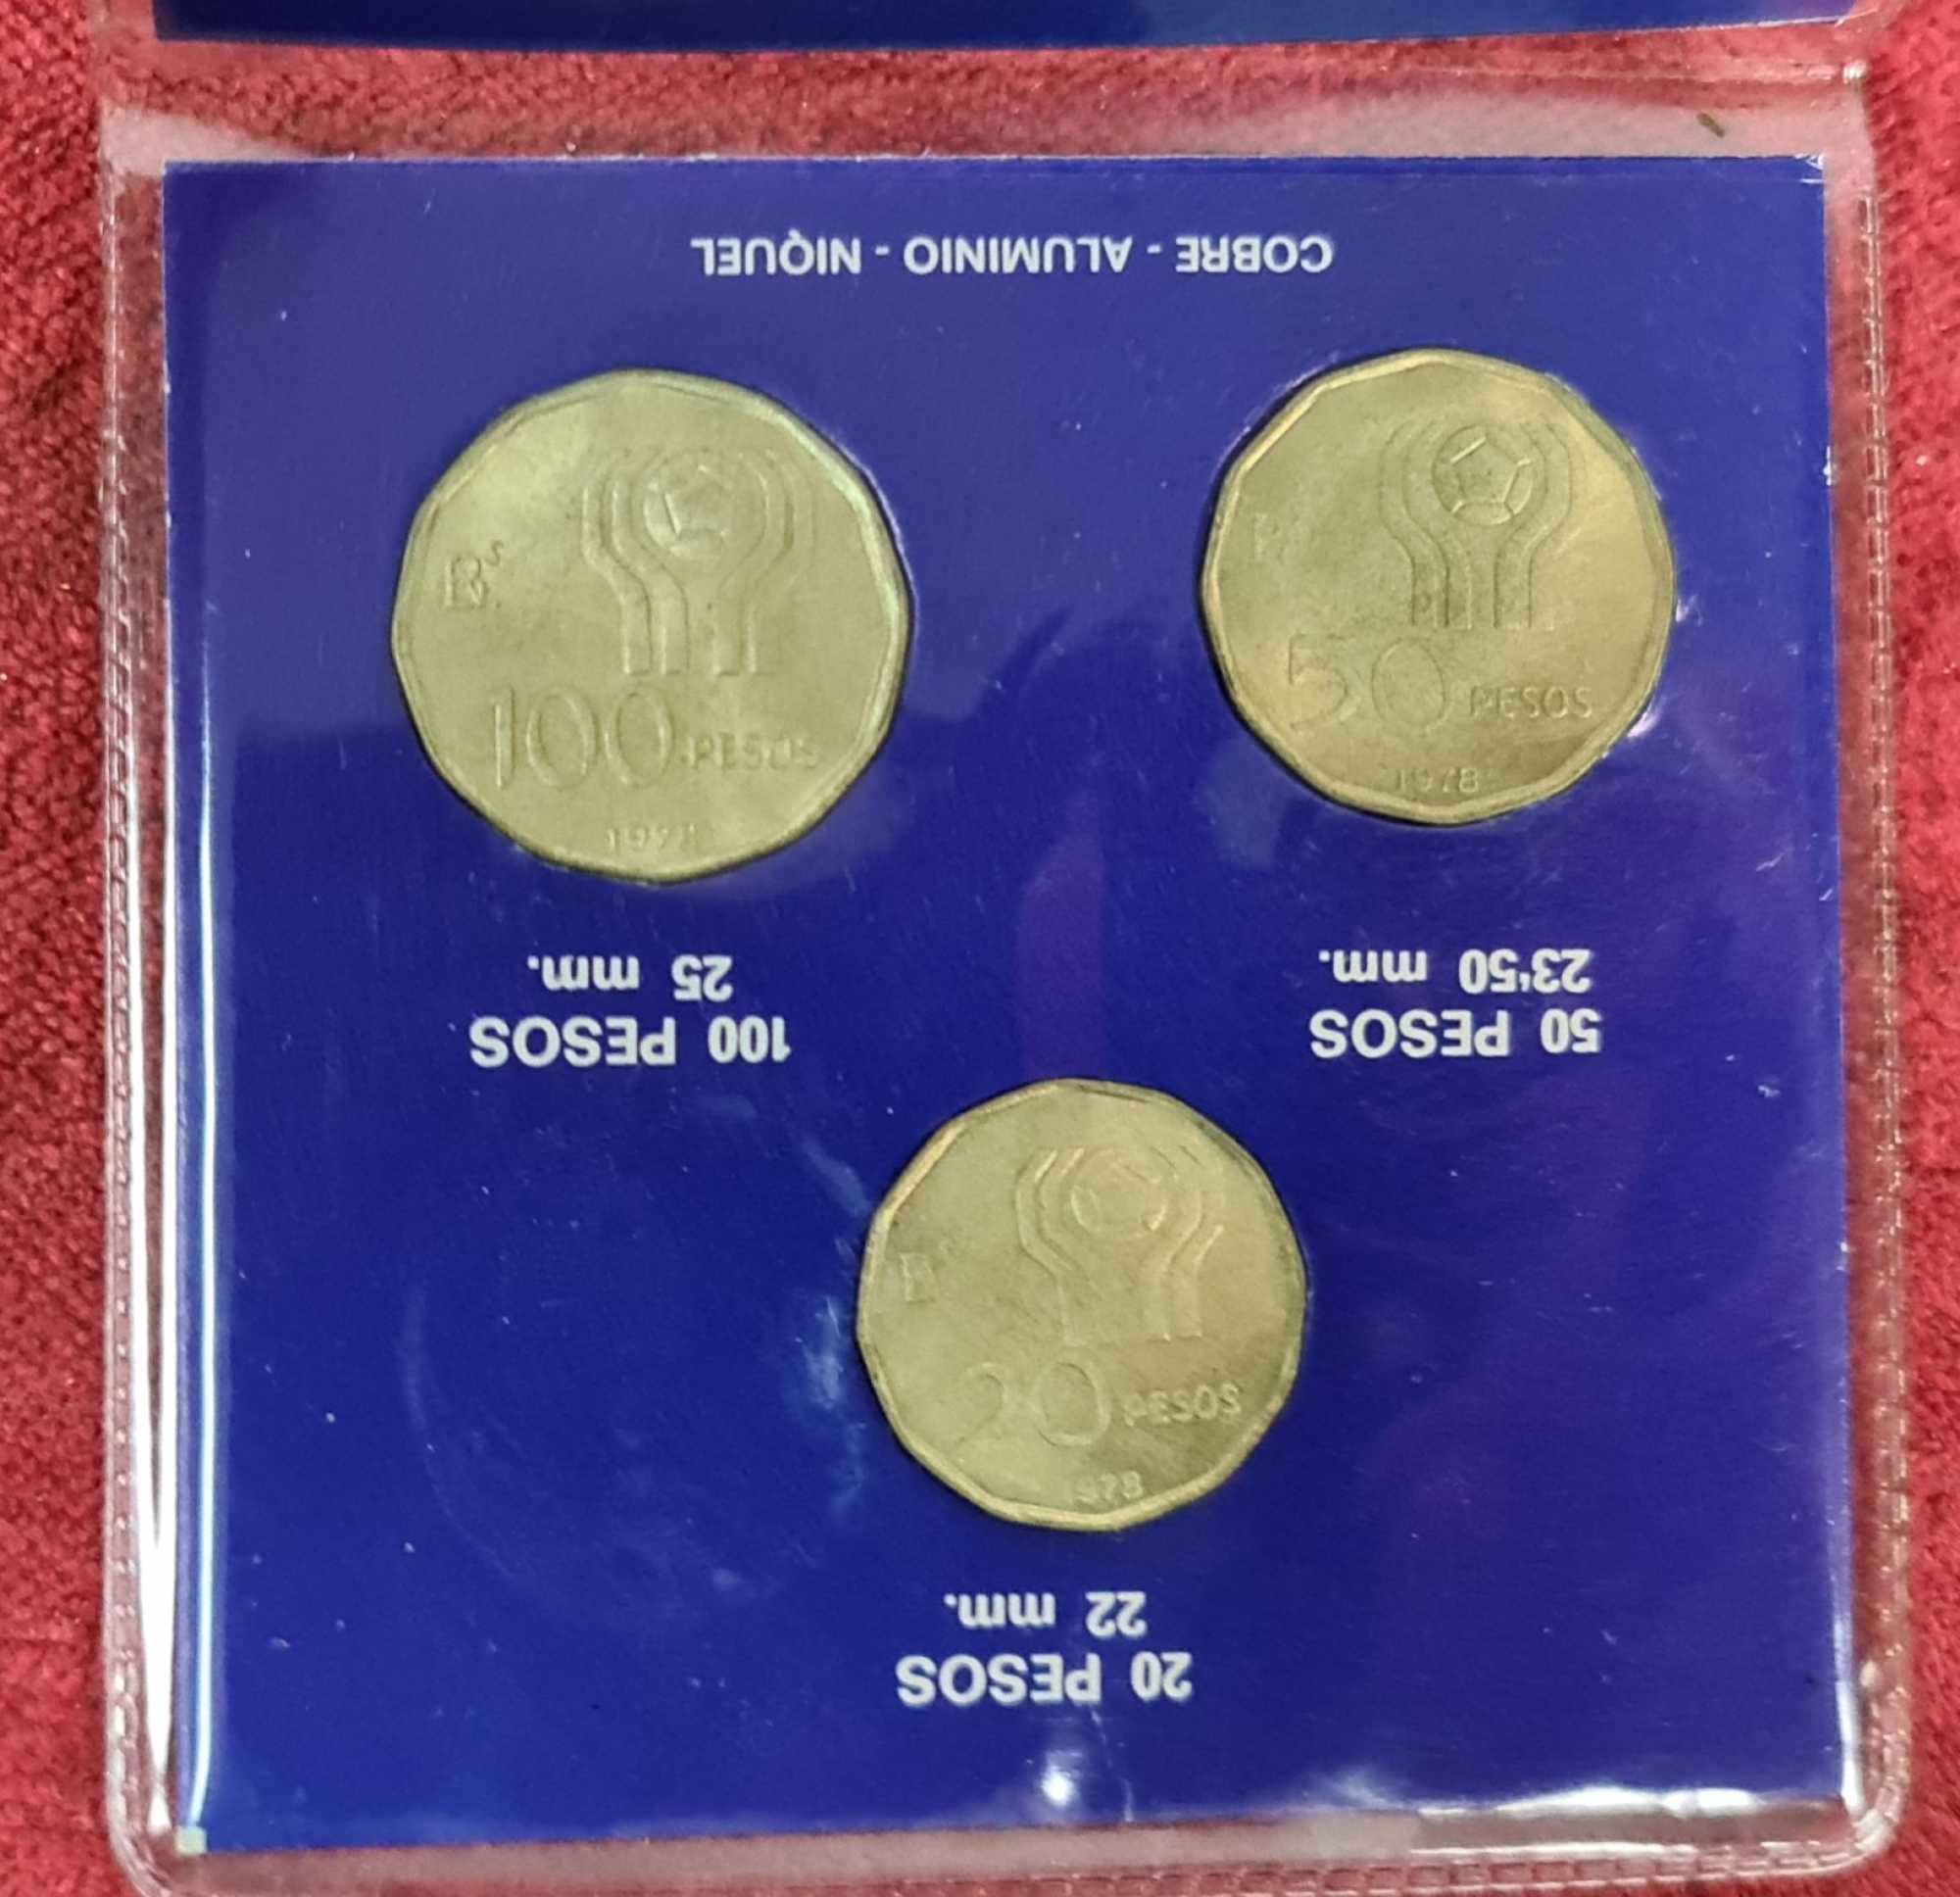 COBRE - ALUMINIO - NIQUEL
Bs
100 PESOS
1978
50 PESOS
1978
100 PESOS
25 mm.
50 PESOS
23'50 mm.
20 PESOS
1978
20 PESOS
22 mm.